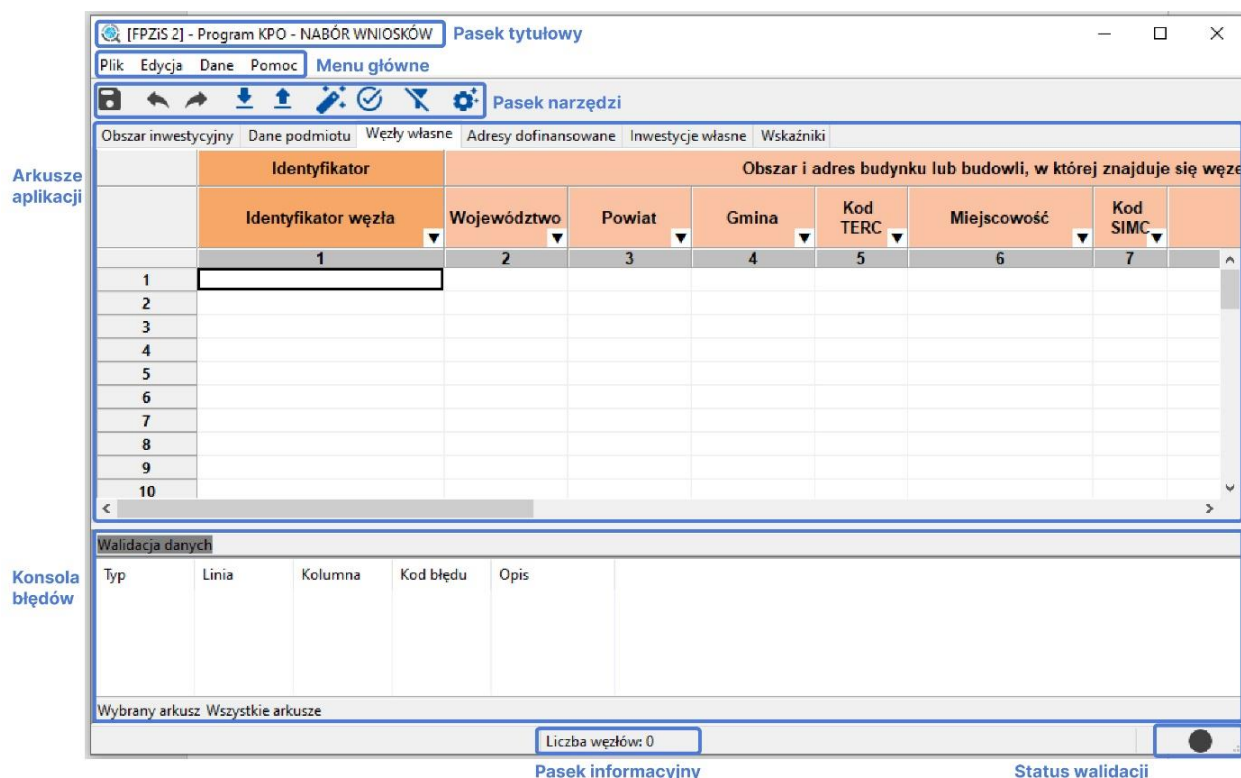 [FPZiS 2] - Program KPO - NABÓR WNIOSKÓW Pasek tytułowy
Plik Edycja Dane Pomoc Menu główne
Pasek narzędzi
Obszar inwestycyjny Dane podmiotu Węzły własne Adresy dofinansowane Inwestycje własne Wskaźniki
Arkusze
aplikacji
Identyfikator Obszar i adres budynku lub budowli, w której znajduje się węze
Identyfikator węzła Województwo Powiat Gmina Kod TERC Miejscowość Kod SIMC
1 2 3 4 5 6 7
1
2
3
4
5
6
7
8
9
10
Walidacja danych
Konsola
błędów
Typ Linia Kolumna Kod błędu Opis
Wybrany arkusz Wszystkie arkusze
Liczba węzłów: 0
Pasek informacyjny Status walidacji